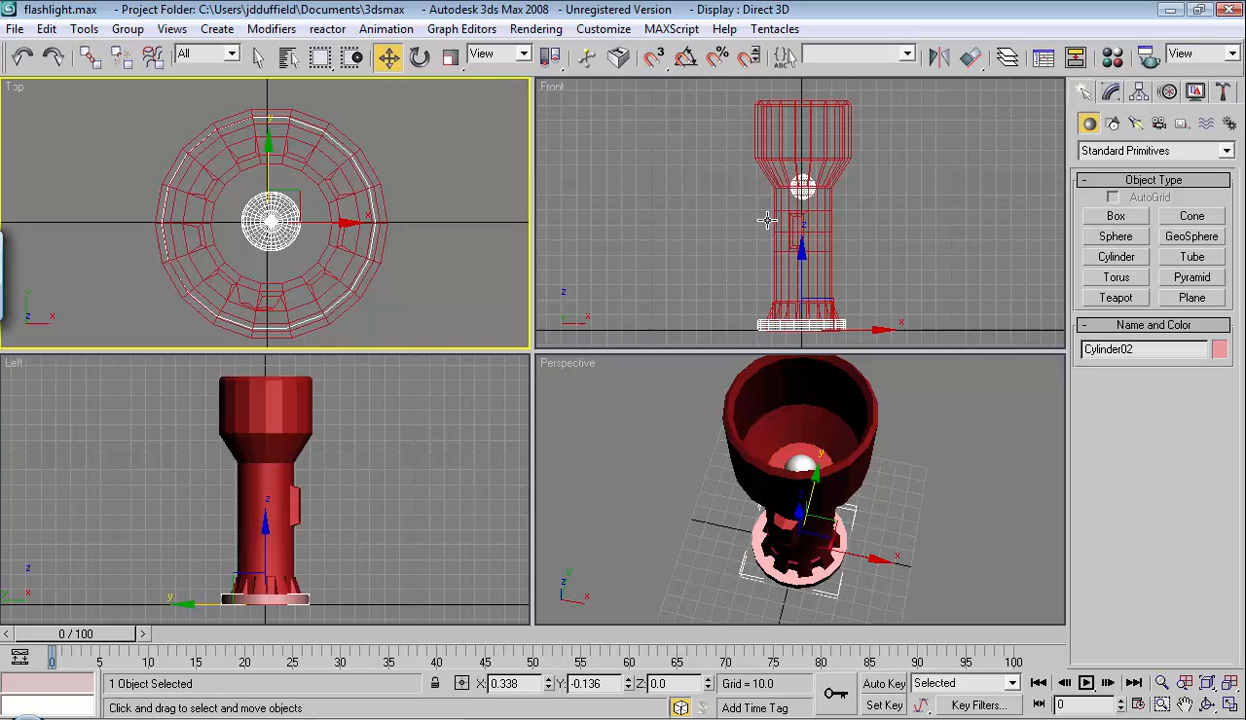 flashlight.max - Project Folder: C:\Users\jdduffield\Documents\3dsmax - Autodesk 3ds Max 2008 - Unregistered Version - Display : Direct 3D
File Edit Tools Group Views Create Modifiers reactor Animation Graph Editors Rendering Customize MAXScript Help Tentacles
All View View
Top Front
Standard Primitives
Object Type
AutoGrid
Box Cone
Sphere GeoSphere
Cylinder Tube
Torus Pyramid
Teapot Plane
Name and Color
Cylinder02
Left Perspective
y x z x
z x z x
z y x
z y z x
0 / 100
0 5 10 15 20 25 30 35 40 45 50 55 60 65 70 75 80 85 90 95 100
1 Object Selected X: 0.338 Y: -0.136 Z: 0.0 Grid = 10.0 Auto Key Selected
Click and drag to select and move objects Add Time Tag Set Key Key Filters... 0